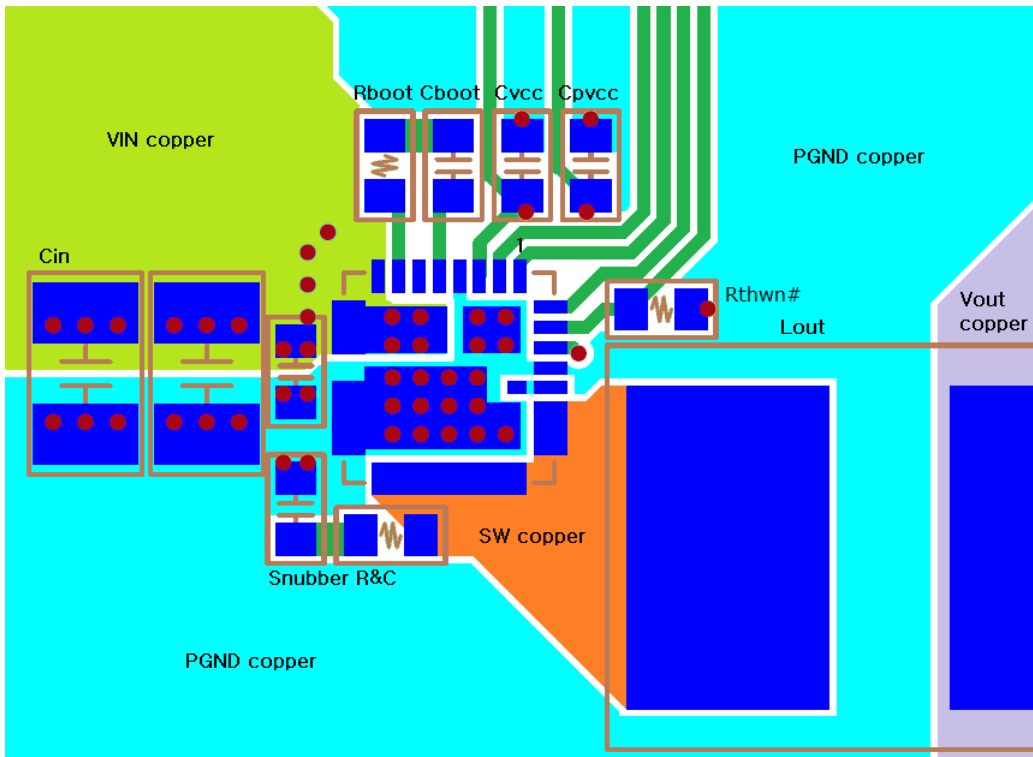 Rboot Cboot Cvcc Cpvcc
VIN copper
PGND copper
1
Cin
Rthwn#
Vout
copper
Lout
SW copper
Snubber R&C
PGND copper